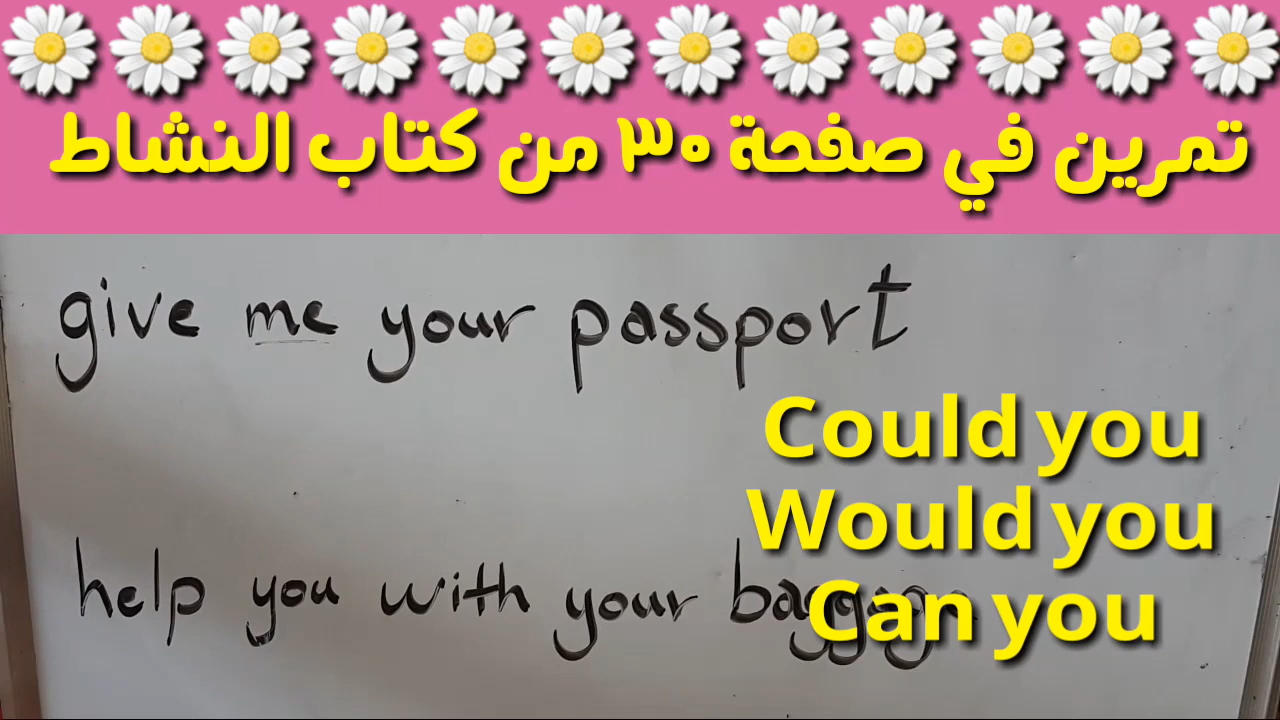 تمرين في صفحة ٣٠ من كتاب النشاط
give me your passport
Could you
Would you
help you with your baggage
Can you